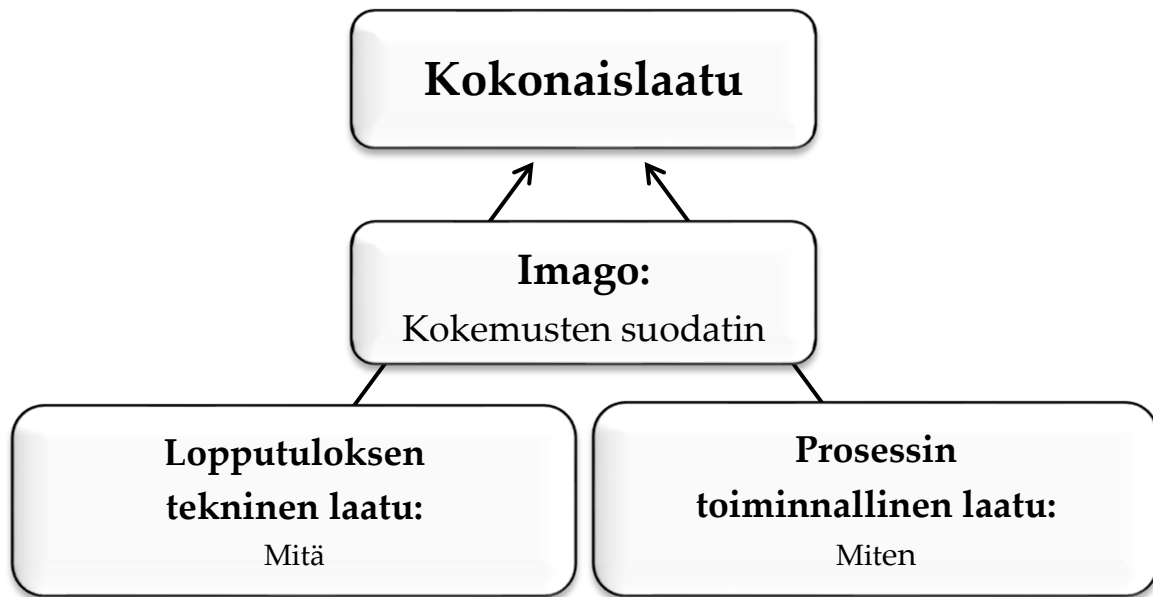 Kokonaislaatu
Imago:
Kokemusten suodatin
Lopputuloksen
tekninen laatu:
Mitä
Prosessin
toiminnallinen laatu:
Miten